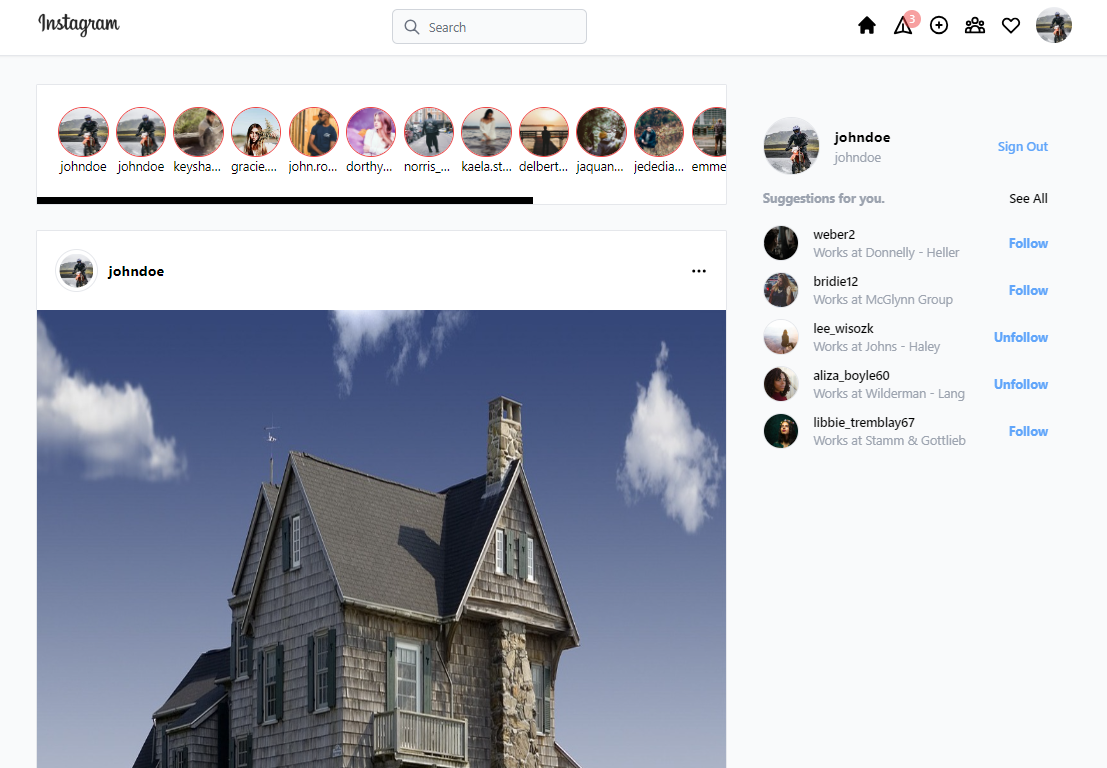 Instagram
Search
3
johndoe johndoe keysha... gracie.... john.ro... dorthy... norris_... kaela.st... delbert... jaquan... jededia... emme
johndoe
johndoe
Sign Out
Suggestions for you.
See All
weber2
Works at Donnelly - Heller
Follow
bridie12
Works at McGlynn Group
Follow
lee_wisozk
Works at Johns - Haley
Unfollow
aliza_boyle60
Works at Wilderman - Lang
Unfollow
libbie_tremblay67
Works at Stamm & Gottlieb
Follow
johndoe